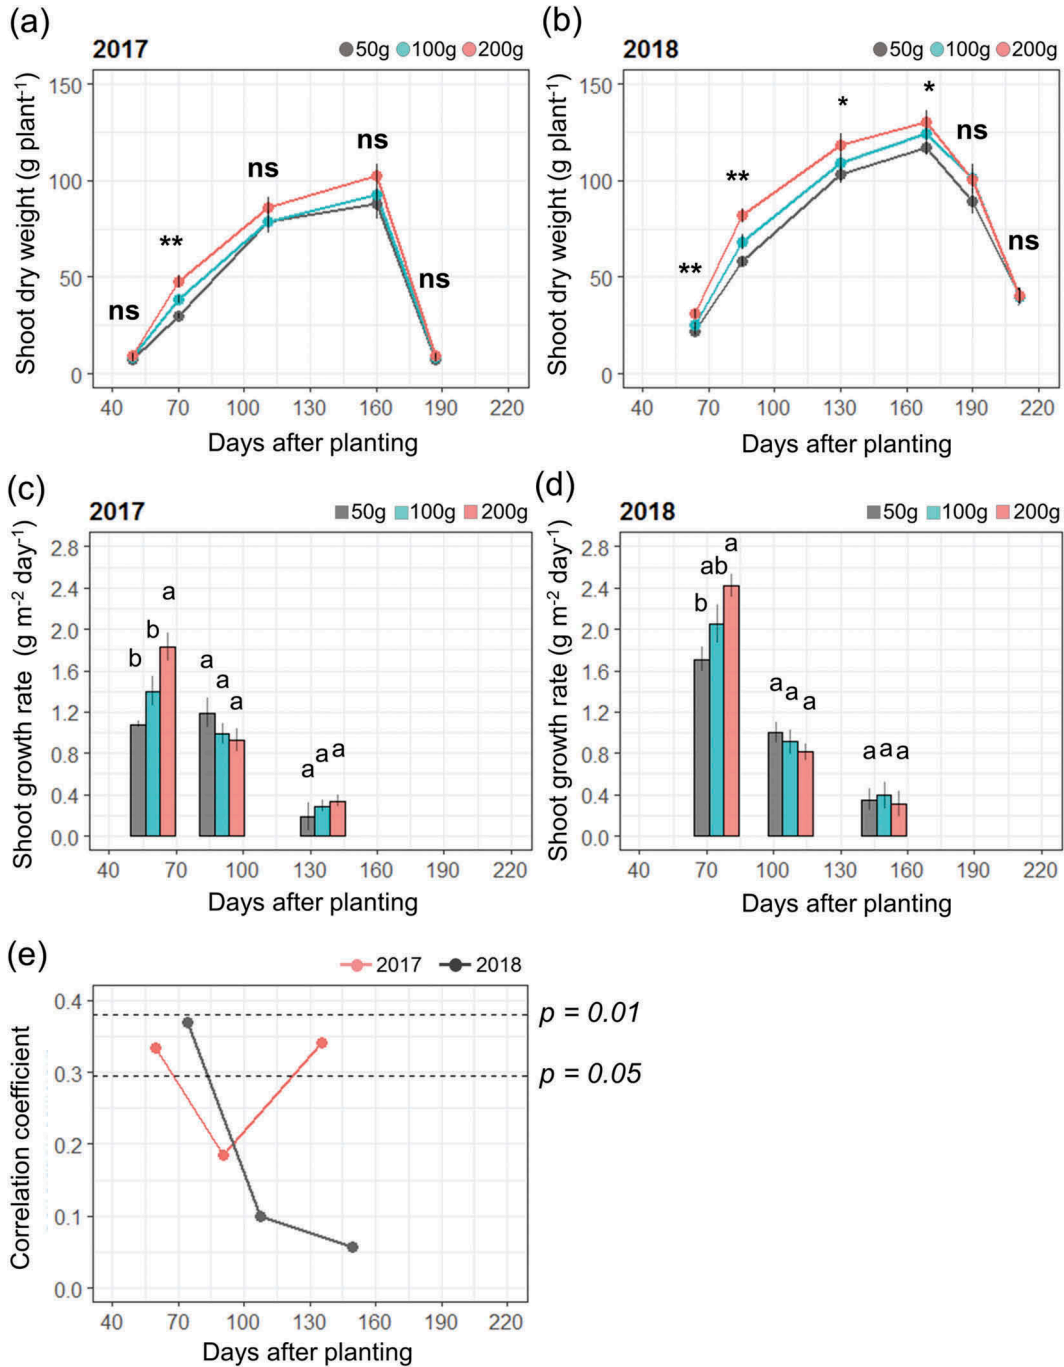 (a)
2017
50g 100g 200g
Shoot dry weight (g plant⁻¹)
150
100
50
0
ns
**
ns
ns
ns
40 70 100 130 160 190 220
Days after planting
(b)
2018
50g 100g 200g
Shoot dry weight (g plant⁻¹)
150
100
50
0
**
**
*
*
ns
ns
40 70 100 130 160 190 220
Days after planting
(c)
2017
50g 100g 200g
Shoot growth rate (g m⁻² day⁻¹)
2.8
2.4
2.0
1.6
1.2
0.8
0.4
0.0
b b a
a a a
a a a
40 70 100 130 160 190 220
Days after planting
(d)
2018
50g 100g 200g
Shoot growth rate (g m⁻² day⁻¹)
2.8
2.4
2.0
1.6
1.2
0.8
0.4
0.0
b ab a
a a a
a a a
40 70 100 130 160 190 220
Days after planting
(e)
2017 2018
Correlation coefficient
0.4
0.3
0.2
0.1
0.0
p = 0.01
p = 0.05
40 70 100 130 160 190 220
Days after planting